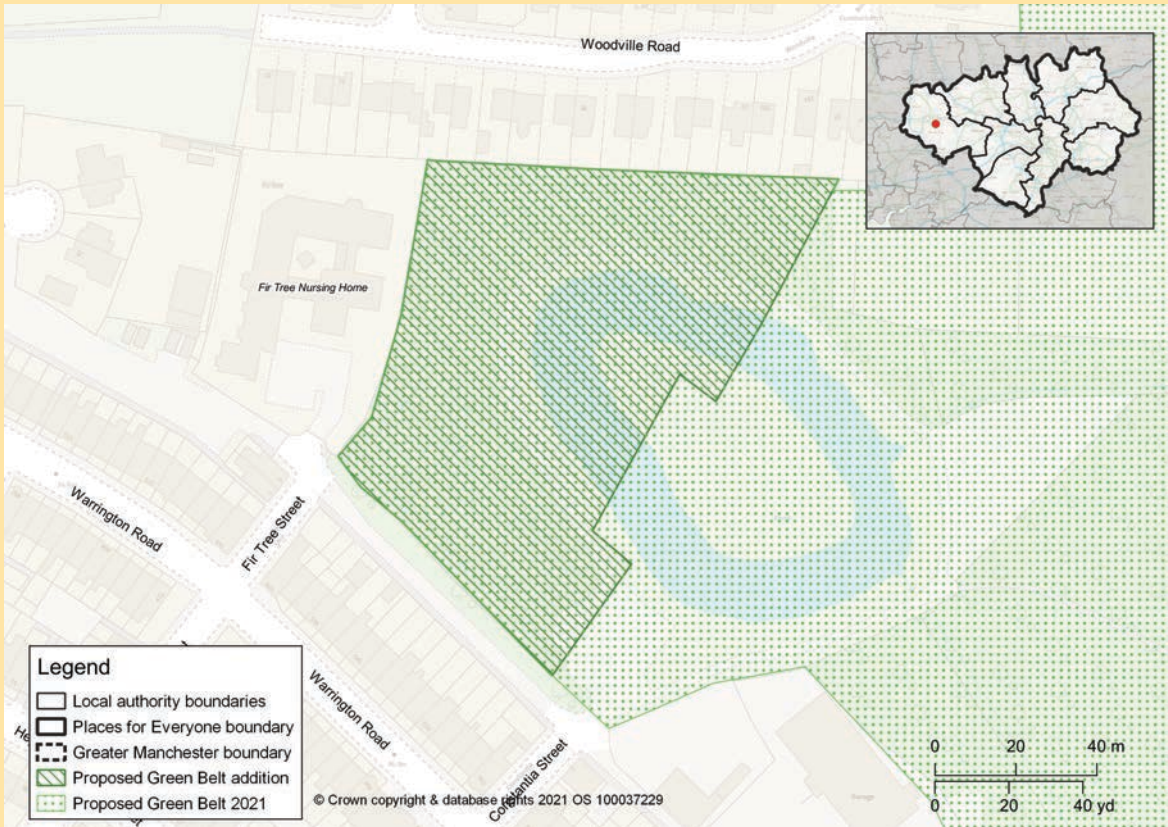 Woodville Road
Fir Tree Nursing Home
Warrington Road
Fir Tree Street
Warrington Road
Constantia Street
Garage
Legend
Local authority boundaries
Places for Everyone boundary
Greater Manchester boundary
Proposed Green Belt addition
Proposed Green Belt 2021
© Crown copyright & database rights 2021 OS 100037229
0 20 40 m
0 20 40 yd